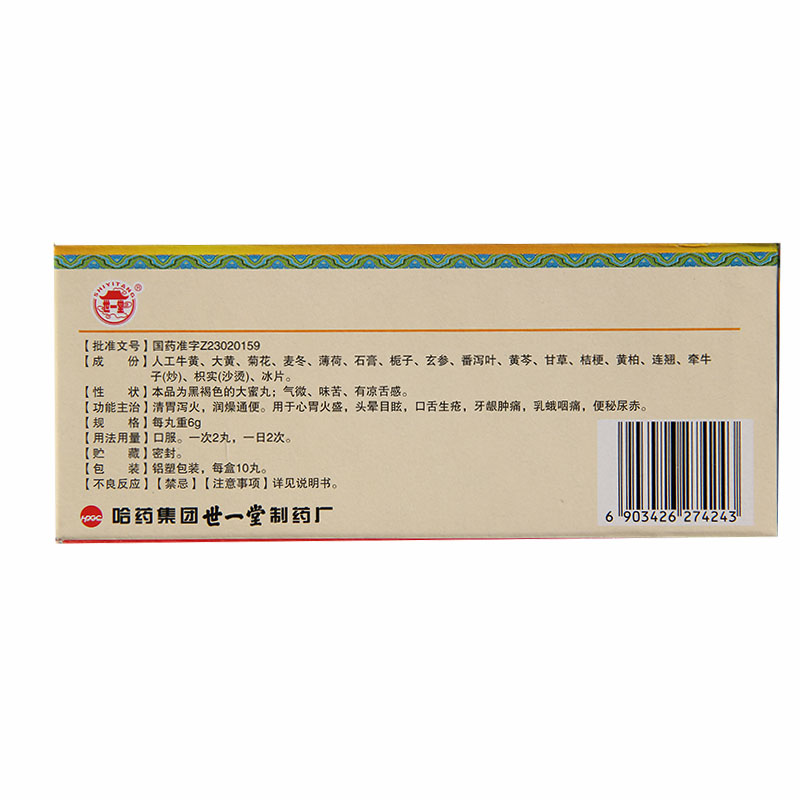 SHIYITANG
世一堂
®
【批准文号】国药准字Z23020159
【成 份】人工牛黄、大黄、菊花、麦冬、薄荷、石膏、栀子、玄参、番泻叶、黄芩、甘草、桔梗、黄柏、连翘、牵牛
子(炒)、枳实(沙烫)、冰片。
【性 状】本品为黑褐色的大蜜丸；气微、味苦、有凉舌感。
【功能主治】清胃泻火，润燥通便。用于心胃火盛，头晕目眩，口舌生疮，牙龈肿痛，乳蛾咽痛，便秘尿赤。
【规 格】每丸重6g
【用法用量】口服。一次2丸，一日2次。
【贮 藏】密封。
【包 装】铝塑包装，每盒10丸。
【不良反应】【禁忌】【注意事项】详见说明书。
HPGC 哈药集团世一堂制药厂
6 903426 274243